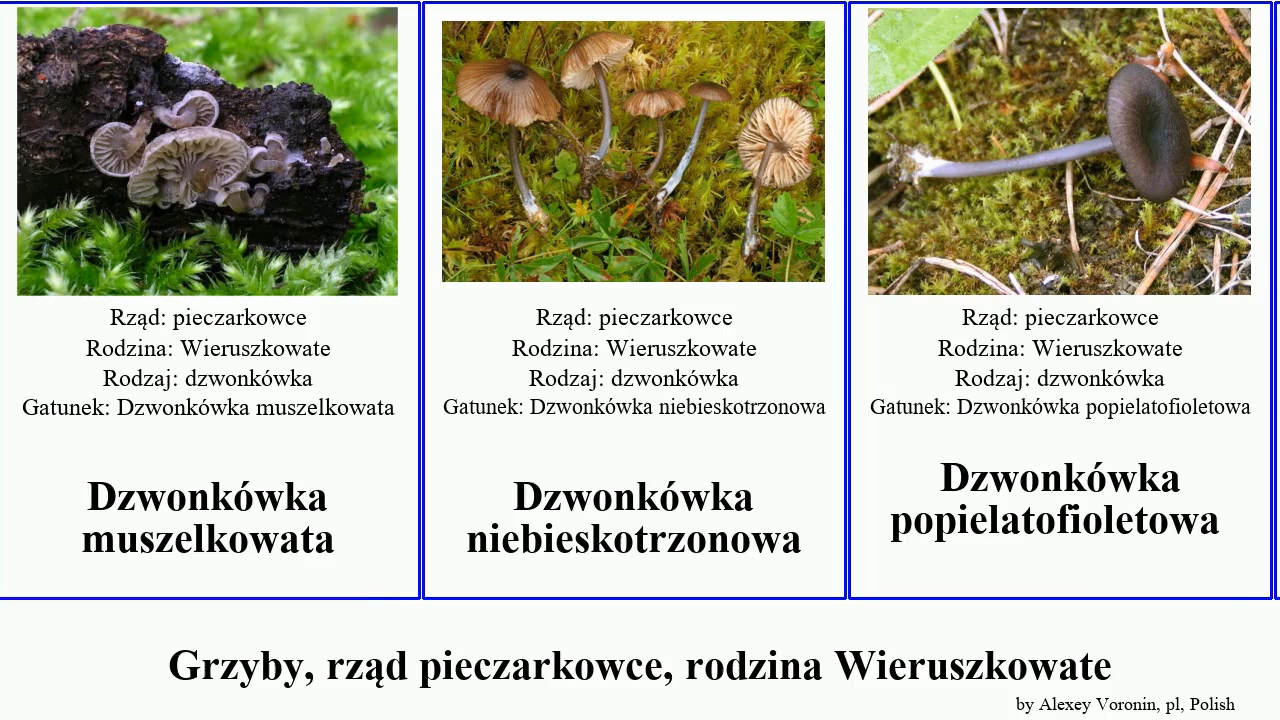 Rząd: pieczarkowce
Rodzina: Wieruszkowate
Rodzaj: dzwonkówka
Gatunek: Dzwonkówka muszelkowata
Dzwonkówka
muszelkowata
Rząd: pieczarkowce
Rodzina: Wieruszkowate
Rodzaj: dzwonkówka
Gatunek: Dzwonkówka niebieskotrzonowa
Dzwonkówka
niebieskotrzonowa
Rząd: pieczarkowce
Rodzina: Wieruszkowate
Rodzaj: dzwonkówka
Gatunek: Dzwonkówka popielatofioletowa
Dzwonkówka
popielatofioletowa
Grzyby, rząd pieczarkowce, rodzina Wieruszkowate
by Alexey Voronin, pl, Polish